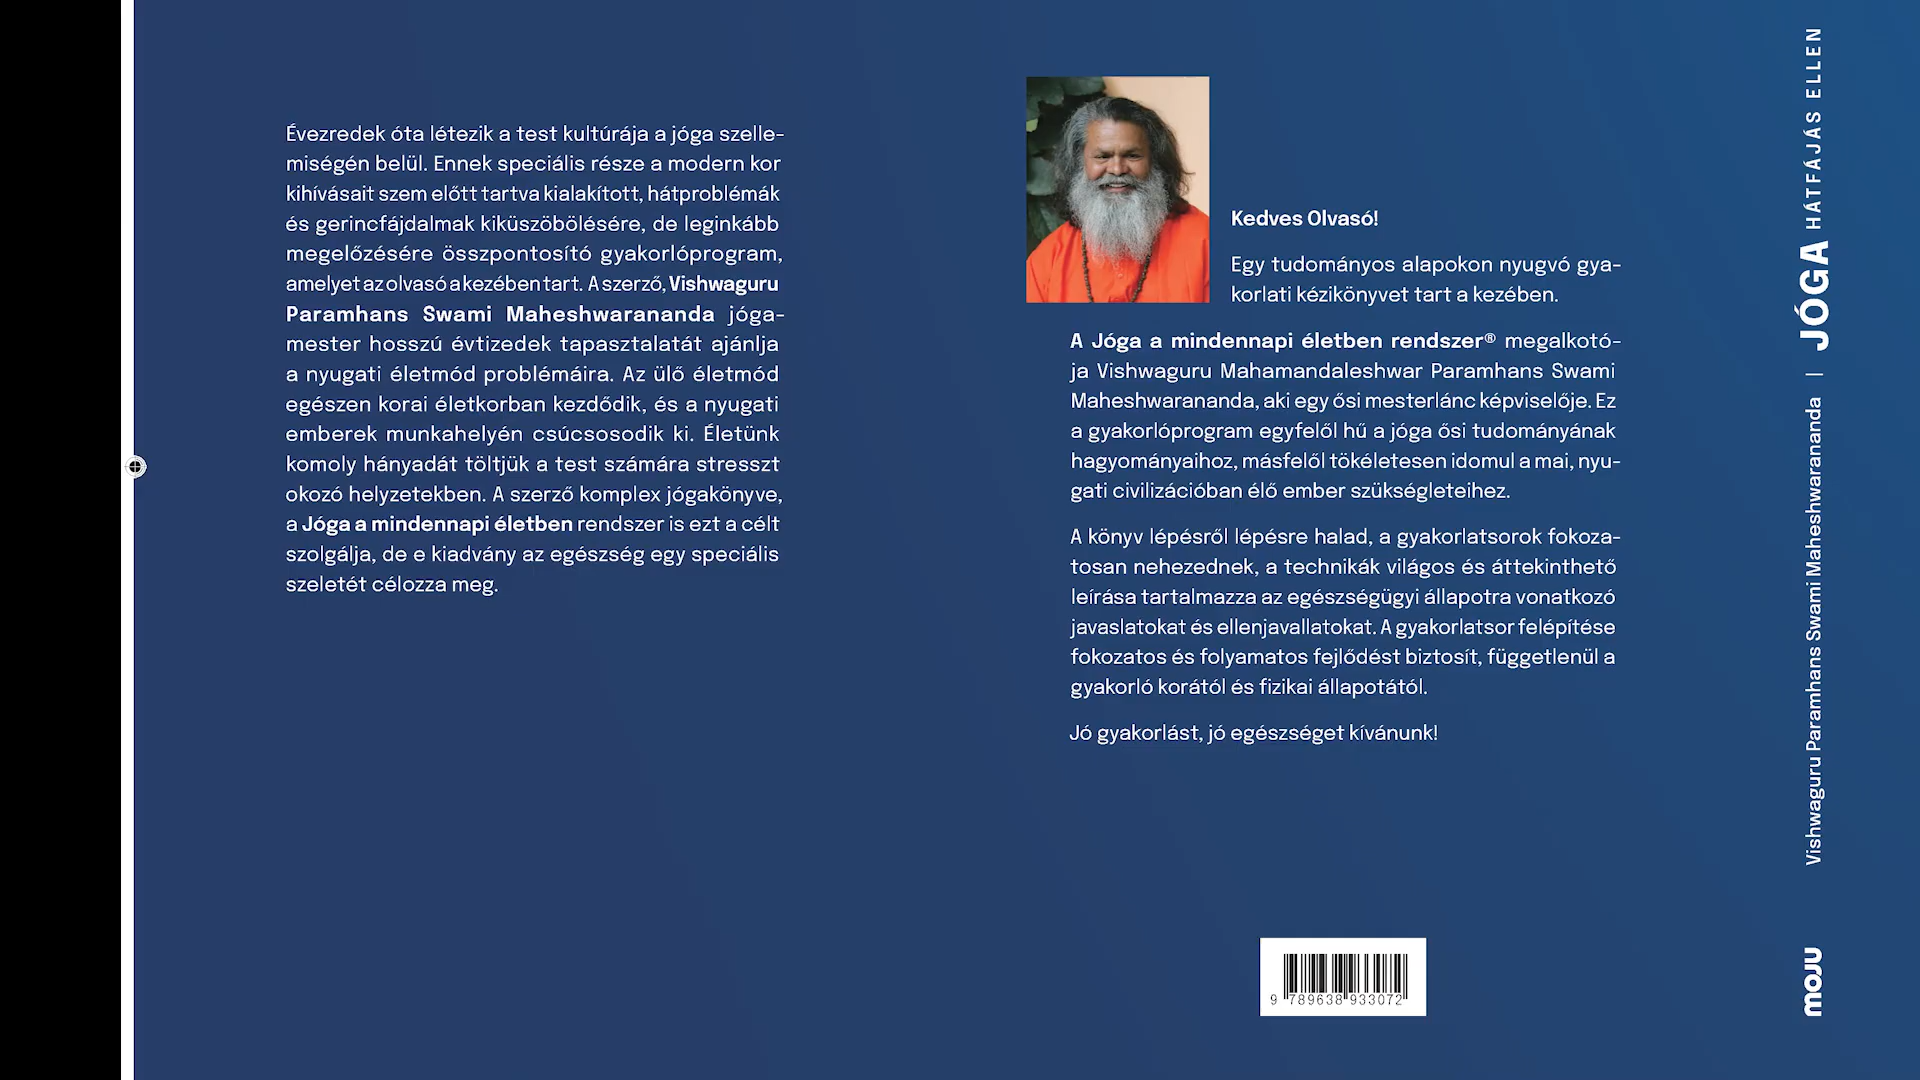 Évezredek óta létezik a test kultúrája a jóga szelle-
miségén belül. Ennek speciális része a modern kor
kihívásait szem előtt tartva kialakított, hátproblémák
és gerincfájdalmak kiküszöbölésére, de leginkább
megelőzésére összpontosító gyakorlóprogram,
amelyet az olvasó a kezében tart. A szerző, Vishwaguru
Paramhans Swami Maheshwarananda jóga-
mester hosszú évtizedek tapasztalatát ajánlja
a nyugati életmód problémáira. Az ülő életmód
egészen korai életkorban kezdődik, és a nyugati
emberek munkahelyén csúcsosodik ki. Életünk
komoly hányadát töltjük a test számára stresszt
okozó helyzetekben. A szerző komplex jógakönyve,
a Jóga a mindennapi életben rendszer is ezt a célt
szolgálja, de e kiadvány az egészség egy speciális
szeletét célozza meg.
Kedves Olvasó!
Egy tudományos alapokon nyugvó gya-
korlati kézikönyvet tart a kezében.
A Jóga a mindennapi életben rendszer® megalkotó-
ja Vishwaguru Mahamandaleshwar Paramhans Swami
Maheshwarananda, aki egy ősi mesterlánc képviselője. Ez
a gyakorlóprogram egyfelől hű a jóga ősi tudományának
hagyományaihoz, másfelől tökéletesen idomul a mai, nyu-
gati civilizációban élő ember szükségleteihez.
A könyv lépésről lépésre halad, a gyakorlatsorok fokoza-
tosan nehezednek, a technikák világos és áttekinthető
leírása tartalmazza az egészségügyi állapotra vonatkozó
javaslatokat és ellenjavallatokat. A gyakorlatsor felépítése
fokozatos és folyamatos fejlődést biztosít, függetlenül a
gyakorló korától és fizikai állapotától.
Jó gyakorlást, jó egészséget kívánunk!
9 789638 933072
moju
Vishwaguru Paramhans Swami Maheshwarananda | JÓGA HÁTFÁJÁS ELLEN